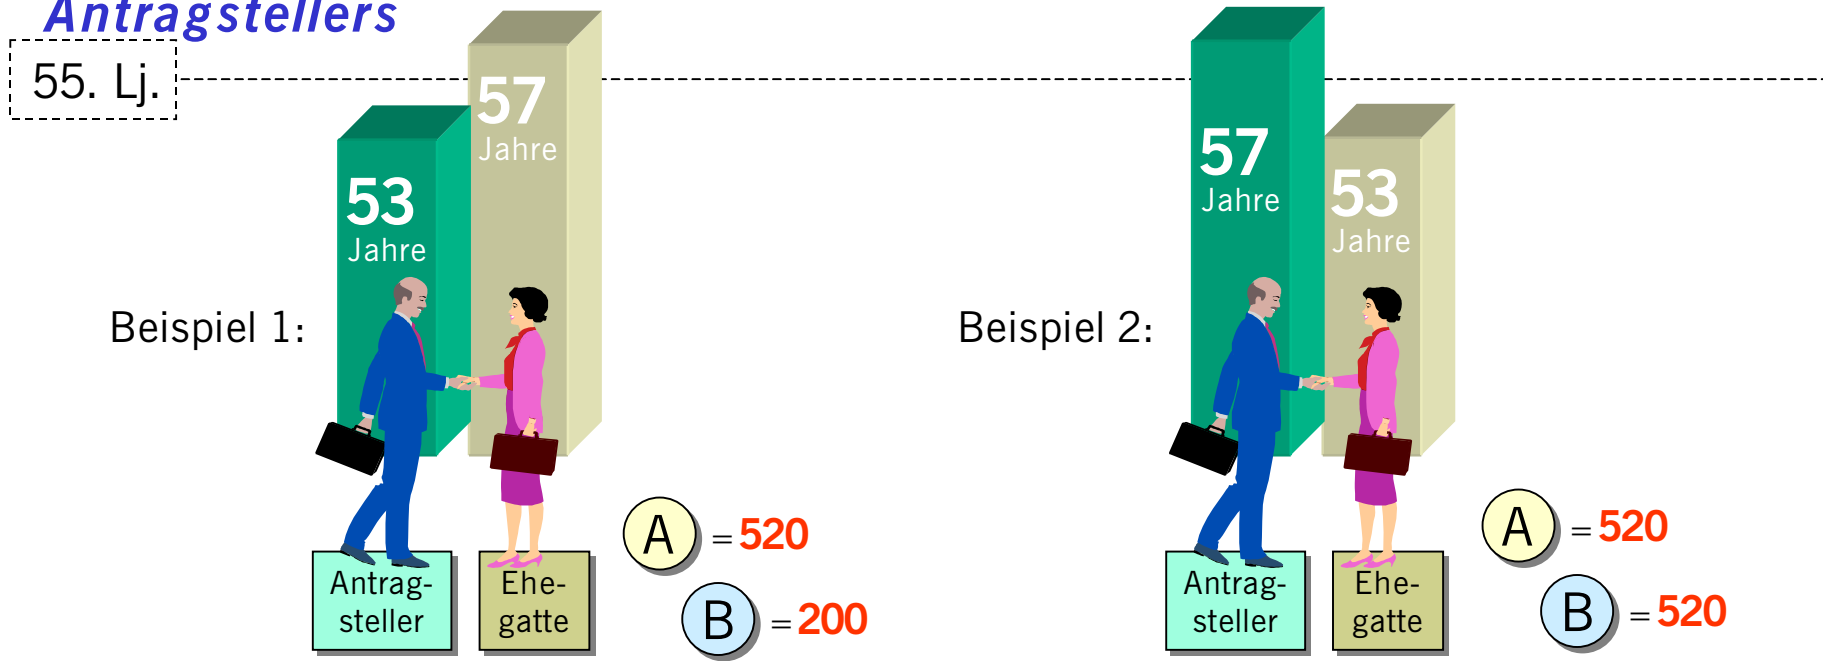 Antragstellers
55. Lj.
Beispiel 1:
53
Jahre
57
Jahre
Antrag-
steller
Ehe-
gatte
A = 520
B = 200
Beispiel 2:
57
Jahre
53
Jahre
Antrag-
steller
Ehe-
gatte
A = 520
B = 520